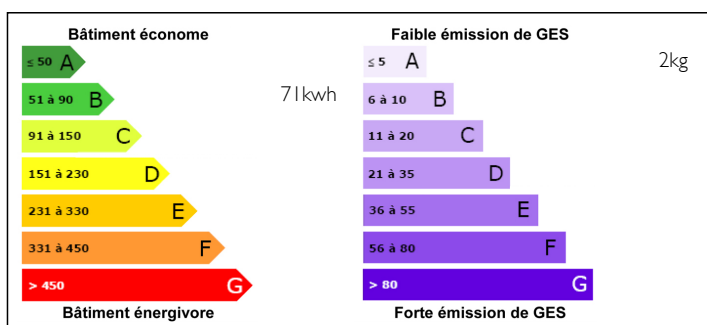 Bâtiment économe
≤ 50 A
51 à 90 B
91 à 150 C
151 à 230 D
231 à 330 E
331 à 450 F
> 450 G
Bâtiment énergivore
71kwh
Faible émission de GES
≤ 5 A
6 à 10 B
11 à 20 C
21 à 35 D
36 à 55 E
56 à 80 F
> 80 G
Forte émission de GES
2kg